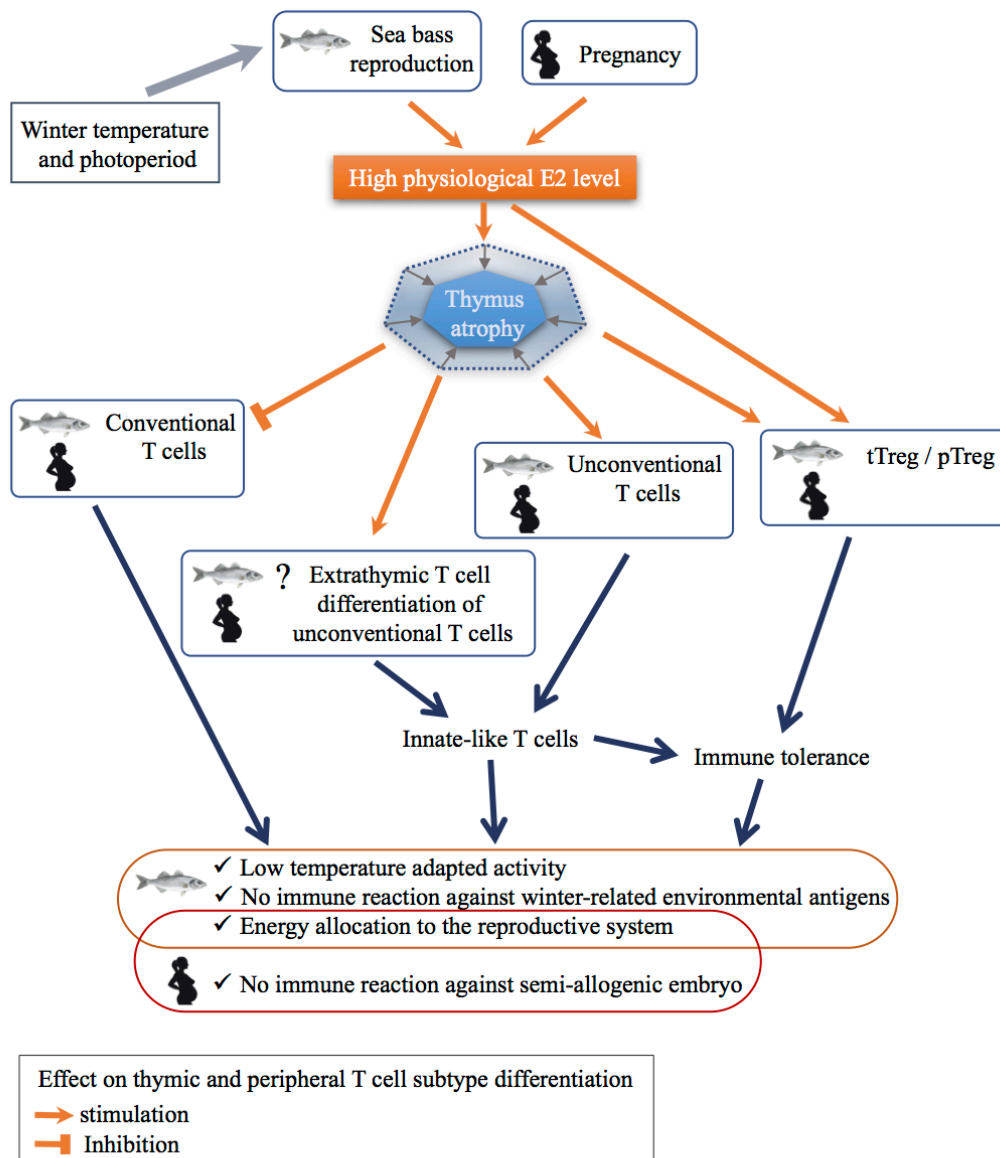 Sea bass
reproduction
Pregnancy
Winter temperature
and photoperiod
High physiological E2 level
Thymus
atrophy
Conventional
T cells
Unconventional
T cells
tTreg / pTreg
? Extrathymic T cell
differentiation of
unconventional T cells
Innate-like T cells
Immune tolerance
✓ Low temperature adapted activity
✓ No immune reaction against winter-related environmental antigens
✓ Energy allocation to the reproductive system
✓ No immune reaction against semi-allogenic embryo
Effect on thymic and peripheral T cell subtype differentiation
stimulation
Inhibition